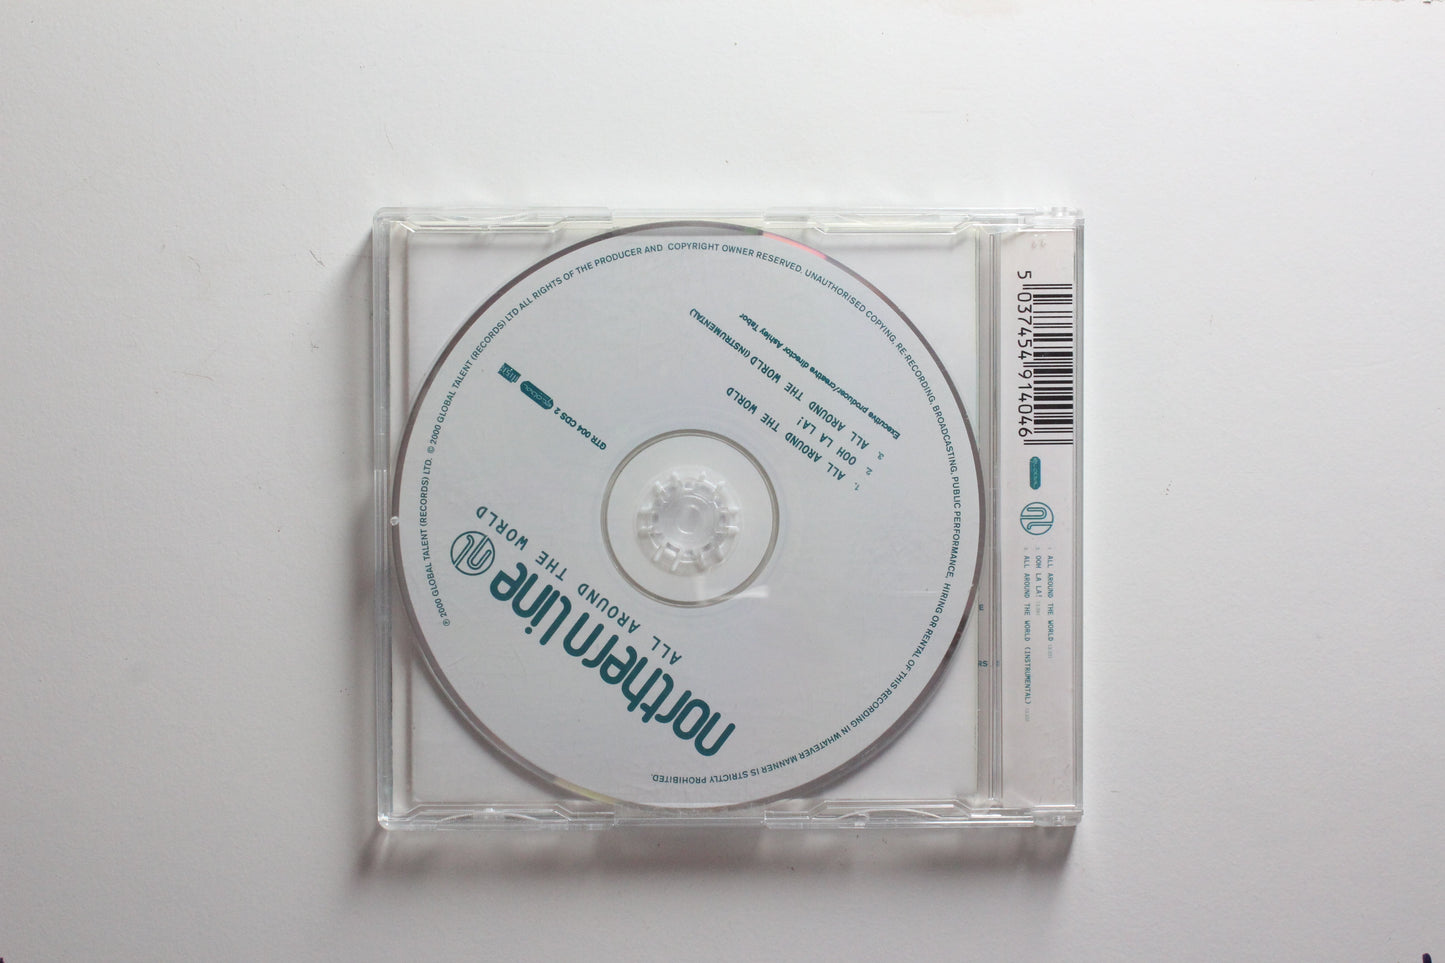 northern line
ALL AROUND THE WORLD
GTR 004 CDS 2
1. ALL AROUND THE WORLD
2. OOH LA LA!
3. ALL AROUND THE WORLD (INSTRUMENTAL)
Executive producer/creative director Ashley Tabor
℗ 2000 GLOBAL TALENT (RECORDS) LTD. © 2000 GLOBAL TALENT (RECORDS) LTD ALL RIGHTS OF THE PRODUCER AND COPYRIGHT OWNER RESERVED. UNAUTHORISED COPYING, RE-RECORDING, BROADCASTING, PUBLIC PERFORMANCE, HIRING OR RENTAL OF THIS RECORDING IN WHATEVER MANNER IS STRICTLY PROHIBITED.
5 037454 914046
1. ALL AROUND THE WORLD
2. OOH LA LA!
3. ALL AROUND THE WORLD (INSTRUMENTAL)